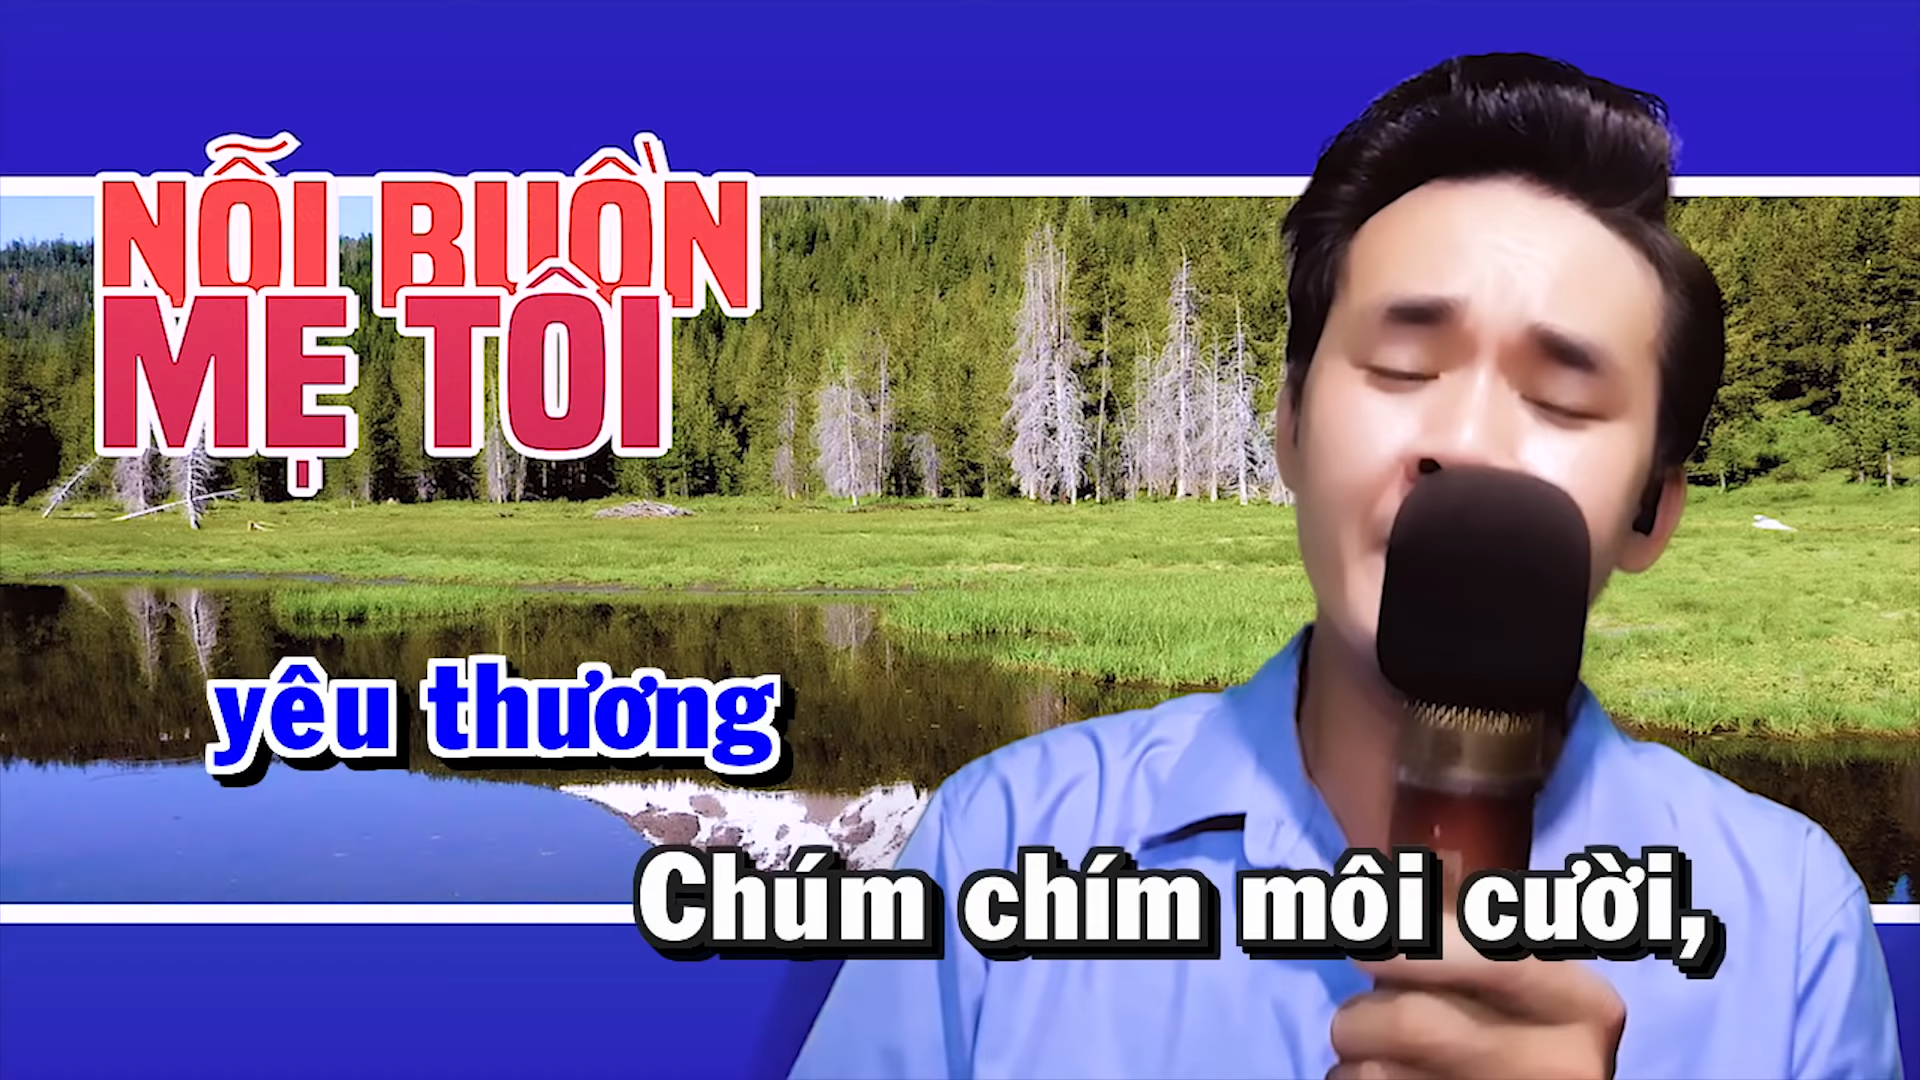 NỖI BUỒN
MẸ TÔI
yêu thương
Chúm chím môi cười,